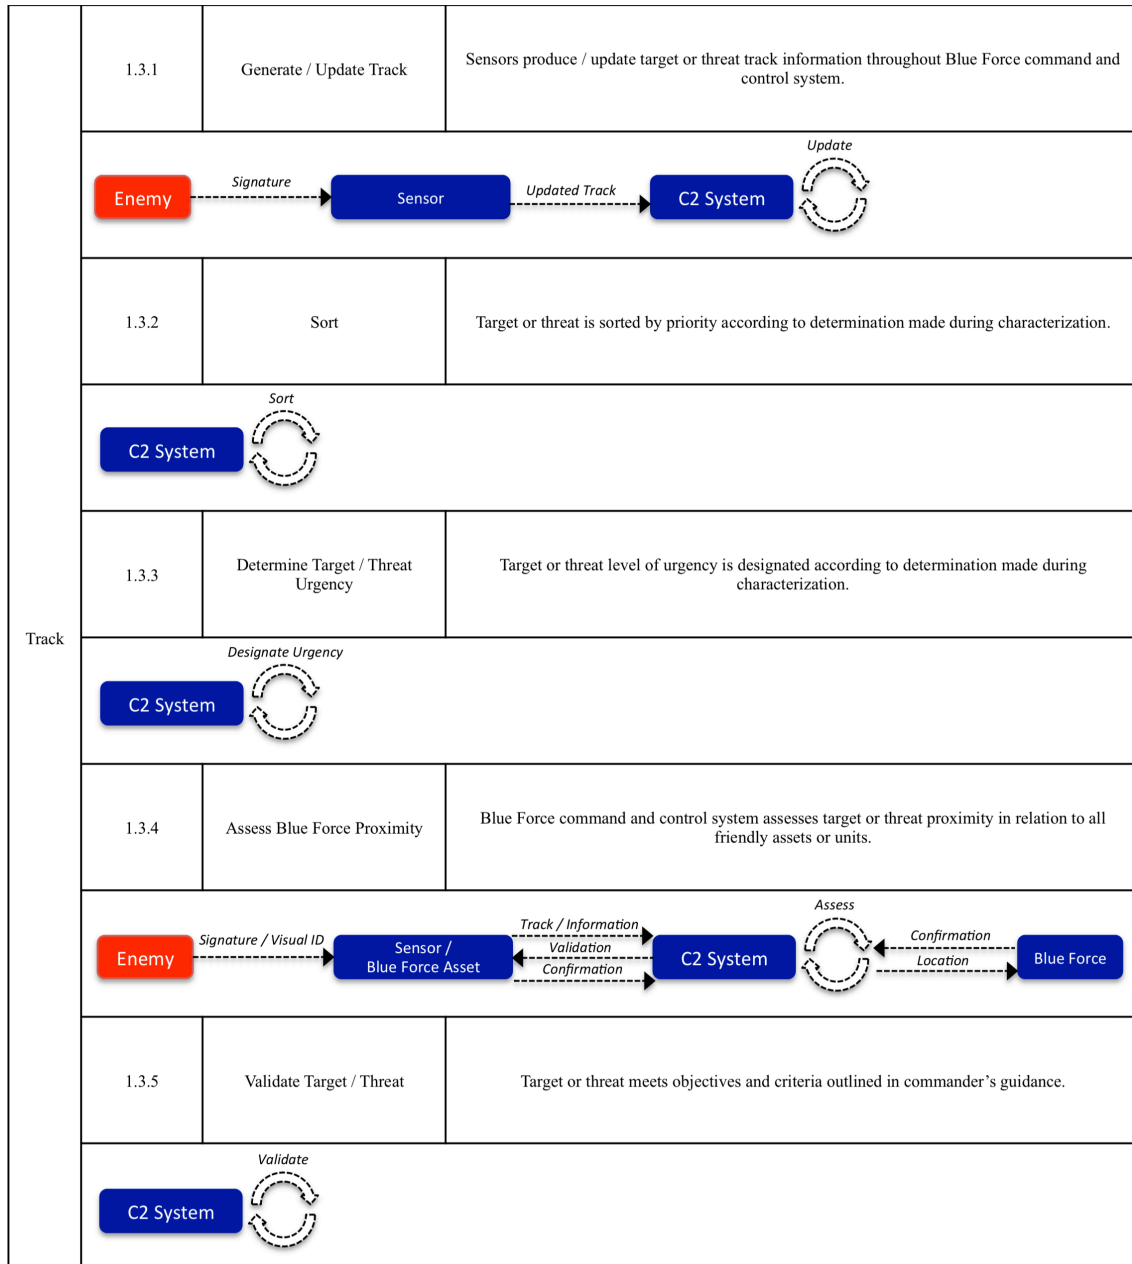 1.3.1
Generate / Update Track
Sensors produce / update target or threat track information throughout Blue Force command and
control system.
Update
Enemy
Signature
Sensor
Updated Track
C2 System
1.3.2
Sort
Target or threat is sorted by priority according to determination made during characterization.
Sort
C2 System
1.3.3
Determine Target / Threat
Urgency
Target or threat level of urgency is designated according to determination made during
characterization.
Track
Designate Urgency
C2 System
1.3.4
Assess Blue Force Proximity
Blue Force command and control system assesses target or threat proximity in relation to all
friendly assets or units.
Assess
Enemy
Signature / Visual ID
Sensor /
Blue Force Asset
Track / Information
Validation
Confirmation
C2 System
Confirmation
Location
Blue Force
1.3.5
Validate Target / Threat
Target or threat meets objectives and criteria outlined in commander’s guidance.
Validate
C2 System